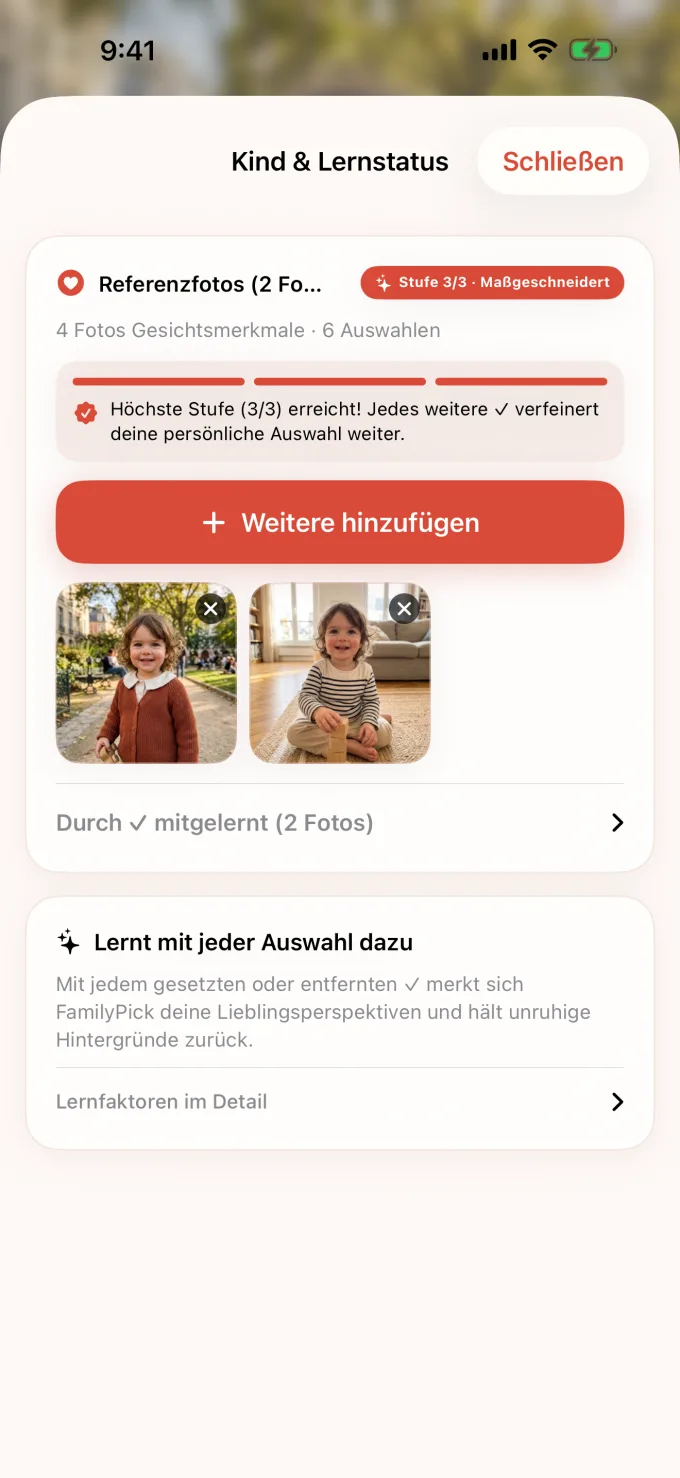 9:41
Kind & Lernstatus
Schließen
Referenzfotos (2 Fo...
Stufe 3/3 · Maßgeschneidert
4 Fotos Gesichtsmerkmale · 6 Auswahlen
Höchste Stufe (3/3) erreicht! Jedes weitere ✓ verfeinert
deine persönliche Auswahl weiter.
+ Weitere hinzufügen
Durch ✓ mitgelernt (2 Fotos)
Lernt mit jeder Auswahl dazu
Mit jedem gesetzten oder entfernten ✓ merkt sich
FamilyPick deine Lieblingsperspektiven und hält unruhige
Hintergründe zurück.
Lernfaktoren im Detail